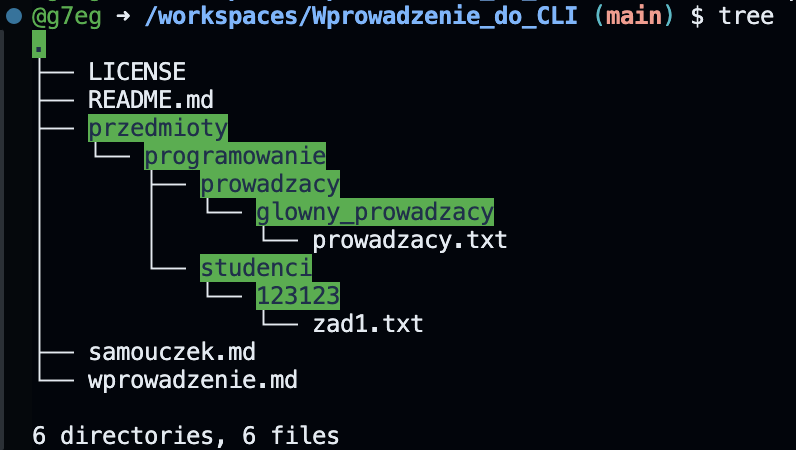 @g7eg ➜ /workspaces/Wprowadzenie_do_CLI (main) $ tree
.
├── LICENSE
├── README.md
├── przedmioty
│   └── programowanie
│       ├── prowadzacy
│       │   └── glowny_prowadzacy
│       │       └── prowadzacy.txt
│       └── studenci
│           └── 123123
│               └── zad1.txt
├── samouczek.md
└── wprowadzenie.md
6 directories, 6 files